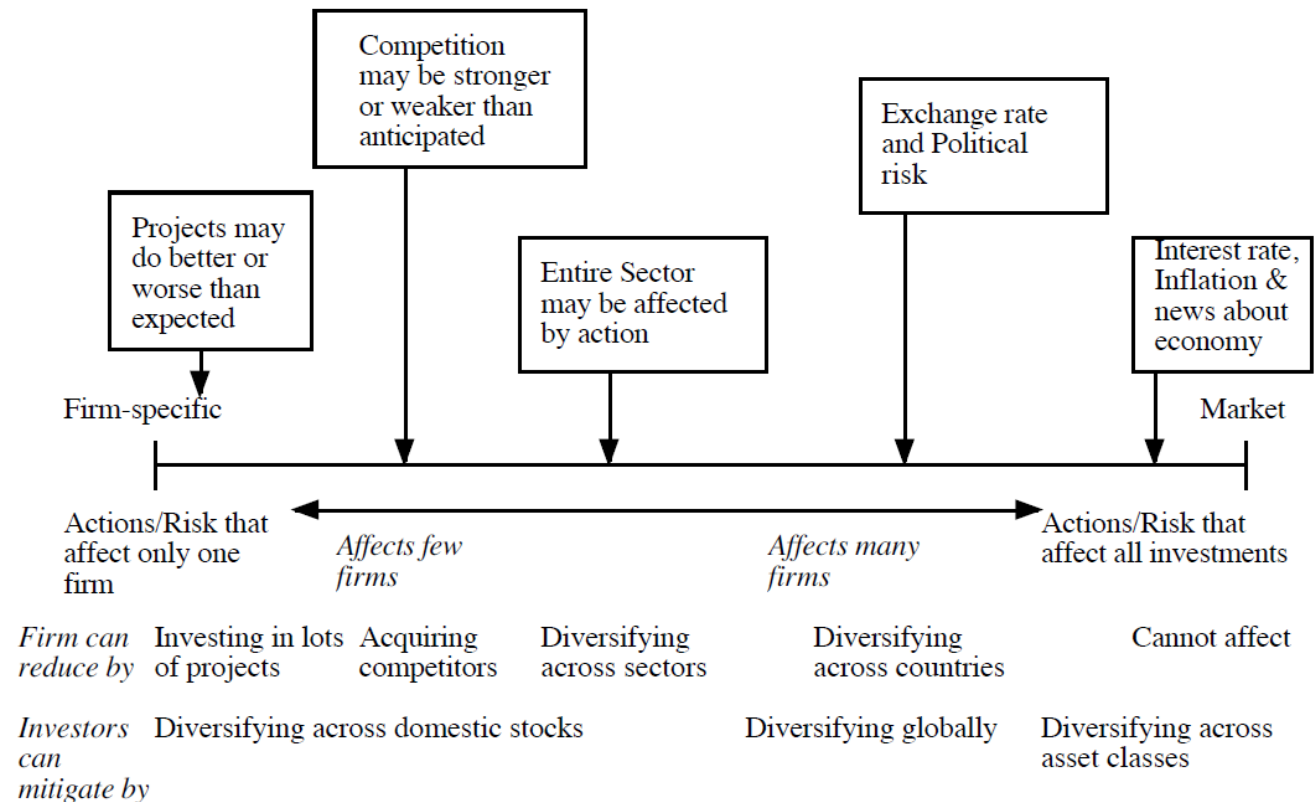 Competition
may be stronger
or weaker than
anticipated
Exchange rate
and Political
risk
Projects may
do better or
worse than
expected
Entire Sector
may be affected
by action
Interest rate,
Inflation &
news about
economy
Firm-specific
Market
Actions/Risk that
affect only one
firm
Affects few
firms
Affects many
firms
Actions/Risk that
affect all investments
Firm can
reduce by
Investing in lots
of projects
Acquiring
competitors
Diversifying
across sectors
Diversifying
across countries
Cannot affect
Investors
can
mitigate by
Diversifying across domestic stocks
Diversifying globally
Diversifying across
asset classes